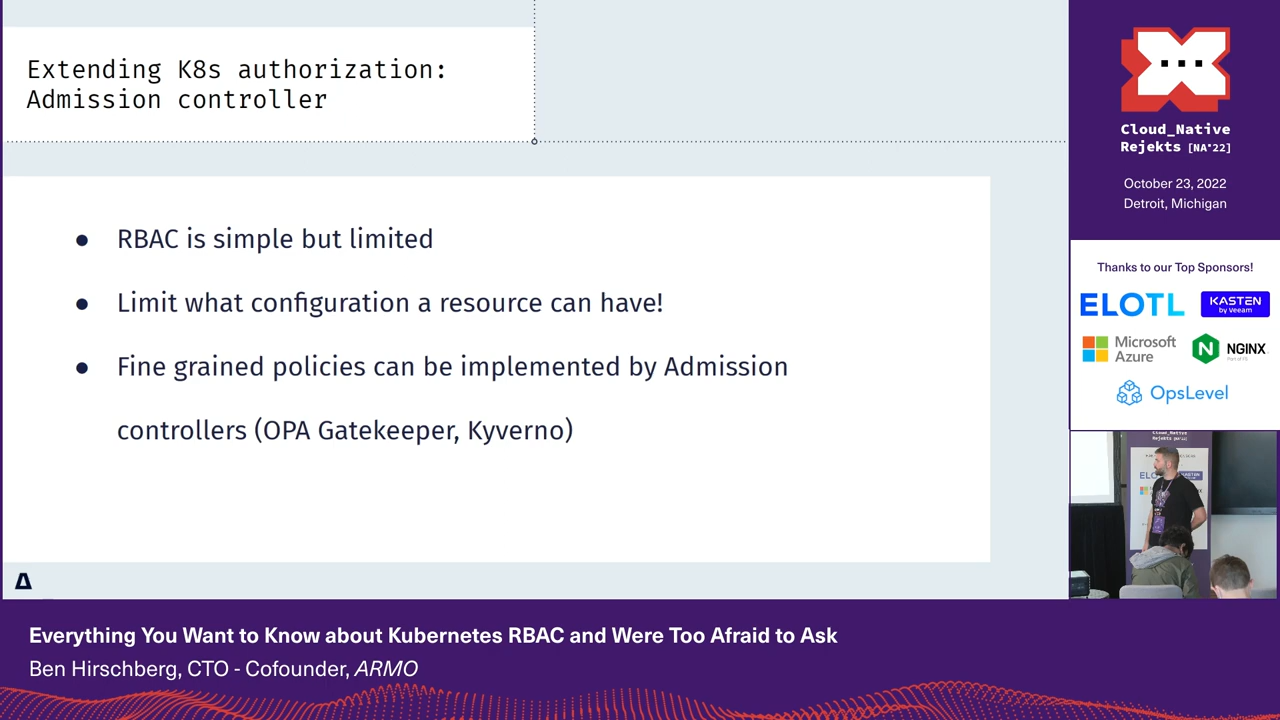 Extending K8s authorization:
Admission controller
● RBAC is simple but limited
● Limit what configuration a resource can have!
● Fine grained policies can be implemented by Admission
controllers (OPA Gatekeeper, Kyverno)
Cloud_Native
Rejekts [NA'22]
October 23, 2022
Detroit, Michigan
Thanks to our Top Sponsors!
ELOTL
KASTEN
by Veeam
Microsoft
Azure
NGINX
OpsLevel
Everything You Want to Know about Kubernetes RBAC and Were Too Afraid to Ask
Ben Hirschberg, CTO - Cofounder, ARMO